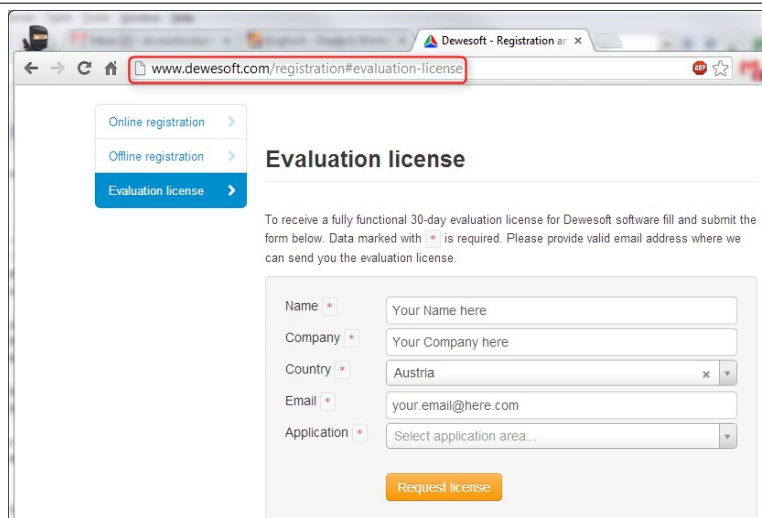 Dewesoft - Registration ar
www.dewesoft.com/registration#evaluation-license
ABP
Online registration
Offline registration
Evaluation license
Evaluation license
To receive a fully functional 30-day evaluation license for Dewesoft software fill and submit the
form below. Data marked with * is required. Please provide valid email address where we
can send you the evaluation license.
Name *
Your Name here
Company *
Your Company here
Country *
Austria
Email *
your.email@here.com
Application *
Select application area...
Request license